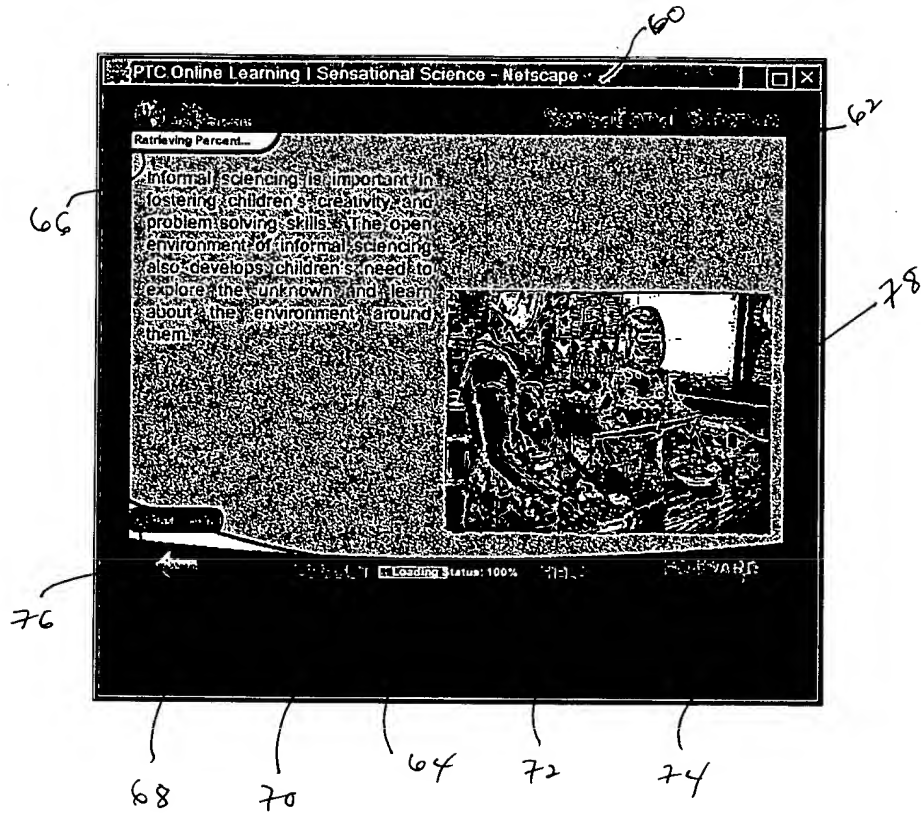 60
PTC Online Learning | Sensational Science - Netscape
Sensational Science
62
Retrieving Percent...
66
Informal sciencing is important in
fostering children's creativity and
problem solving skills. The open
environment of informal sciencing
also develops children's need to
explore the unknown and learn
about the environment around
them.
78
Loading Status: 100%
HELP
FORWARD
76
68
70
64
72
74